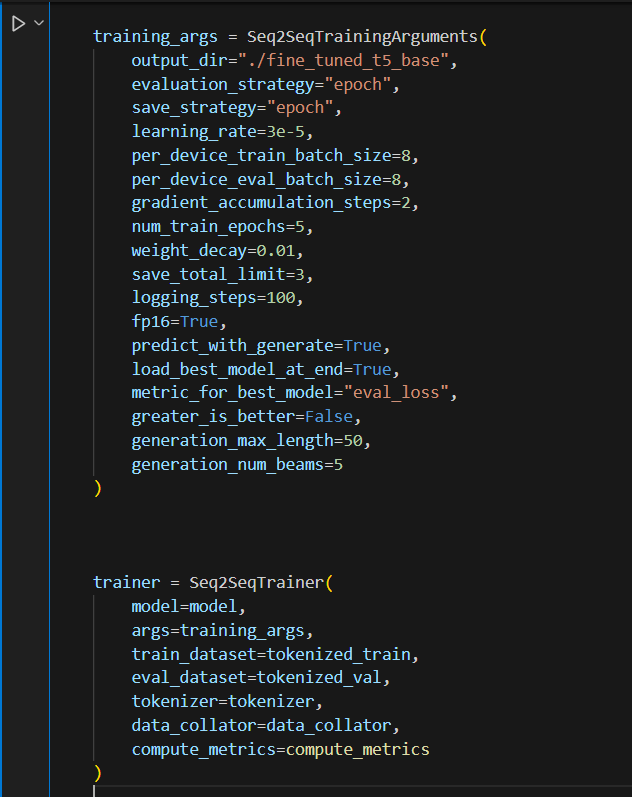 training_args = Seq2SeqTrainingArguments(
    output_dir="./fine_tuned_t5_base",
    evaluation_strategy="epoch",
    save_strategy="epoch",
    learning_rate=3e-5,
    per_device_train_batch_size=8,
    per_device_eval_batch_size=8,
    gradient_accumulation_steps=2,
    num_train_epochs=5,
    weight_decay=0.01,
    save_total_limit=3,
    logging_steps=100,
    fp16=True,
    predict_with_generate=True,
    load_best_model_at_end=True,
    metric_for_best_model="eval_loss",
    greater_is_better=False,
    generation_max_length=50,
    generation_num_beams=5
)
trainer = Seq2SeqTrainer(
    model=model,
    args=training_args,
    train_dataset=tokenized_train,
    eval_dataset=tokenized_val,
    tokenizer=tokenizer,
    data_collator=data_collator,
    compute_metrics=compute_metrics
)